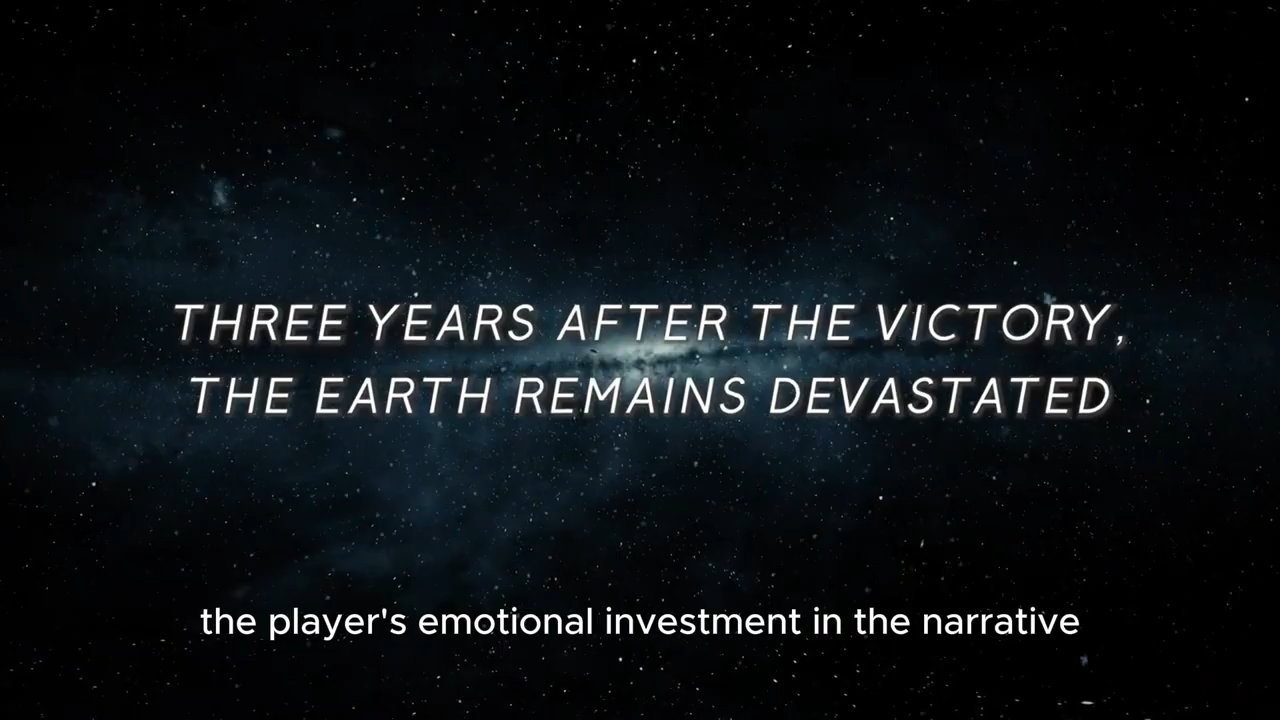 THREE YEARS AFTER THE VICTORY,
THE EARTH REMAINS DEVASTATED
the player's emotional investment in the narrative